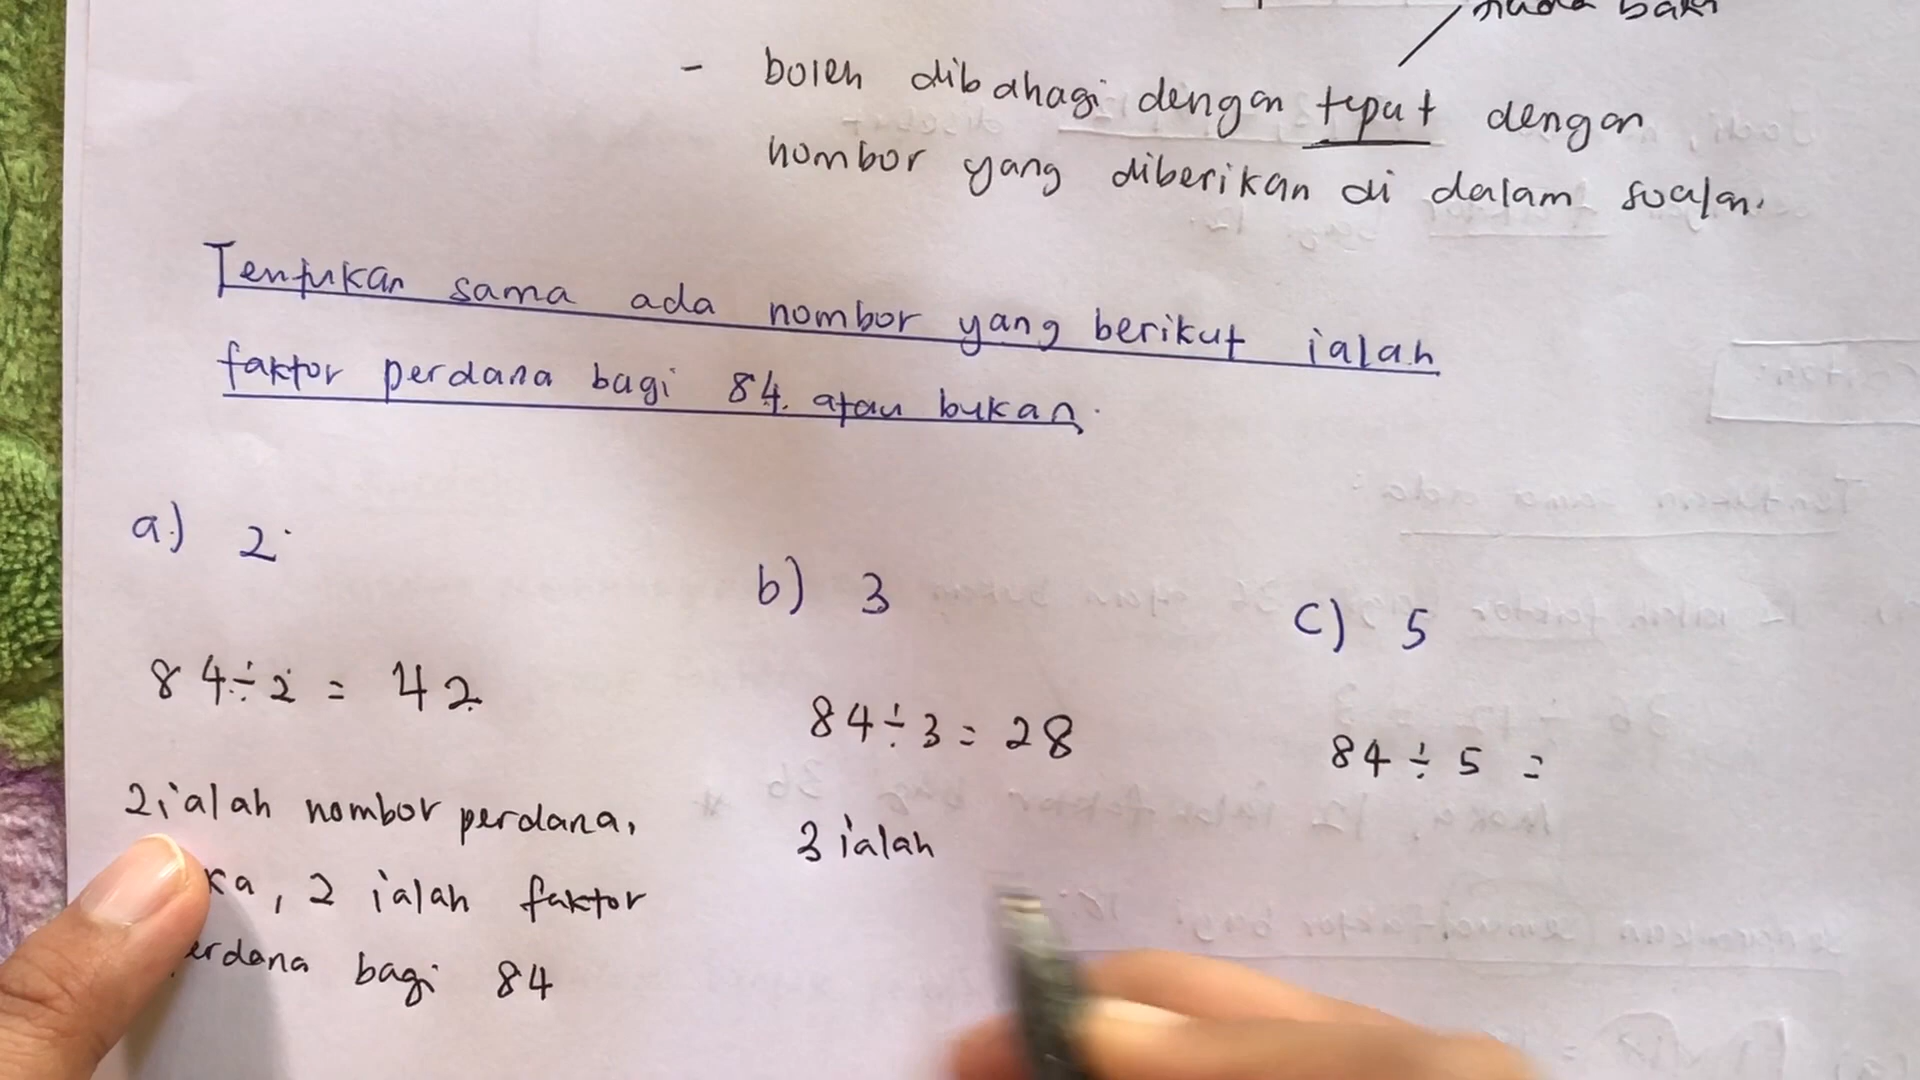 - boleh dibahagi dengan tepat dengan
nombor yang diberikan di dalam soalan.
Tentukan sama ada nombor yang berikut ialah
faktor perdana bagi 84 atau bukan.
a) 2
b) 3
c) 5
84 ÷ 2 = 42
84 ÷ 3 = 28
84 ÷ 5 =
2 ialah nombor perdana,
ka, 2 ialah faktor
erdana bagi 84
3 ialah